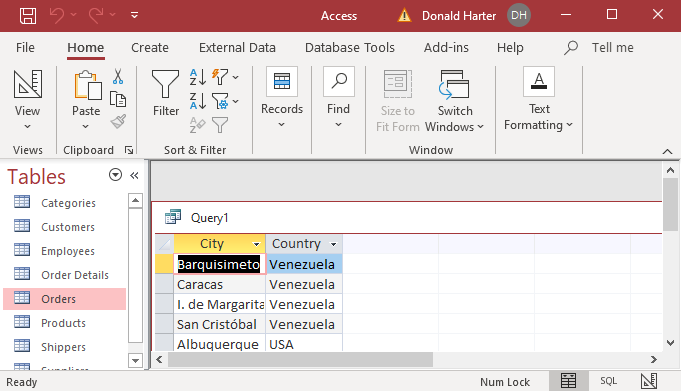 Access Donald Harter DH
File Home Create External Data Database Tools Add-ins Help Tell me
View Paste Filter Records Find Size to Fit Form Switch Windows Text Formatting
Views Clipboard Sort & Filter Window
Tables
Categories
Customers
Employees
Order Details
Orders
Products
Shippers
Suppliers
Query1
City Country
Barquisimeto Venezuela
Caracas Venezuela
I. de Margarita Venezuela
San Cristóbal Venezuela
Albuquerque USA
Ready Num Lock SQL